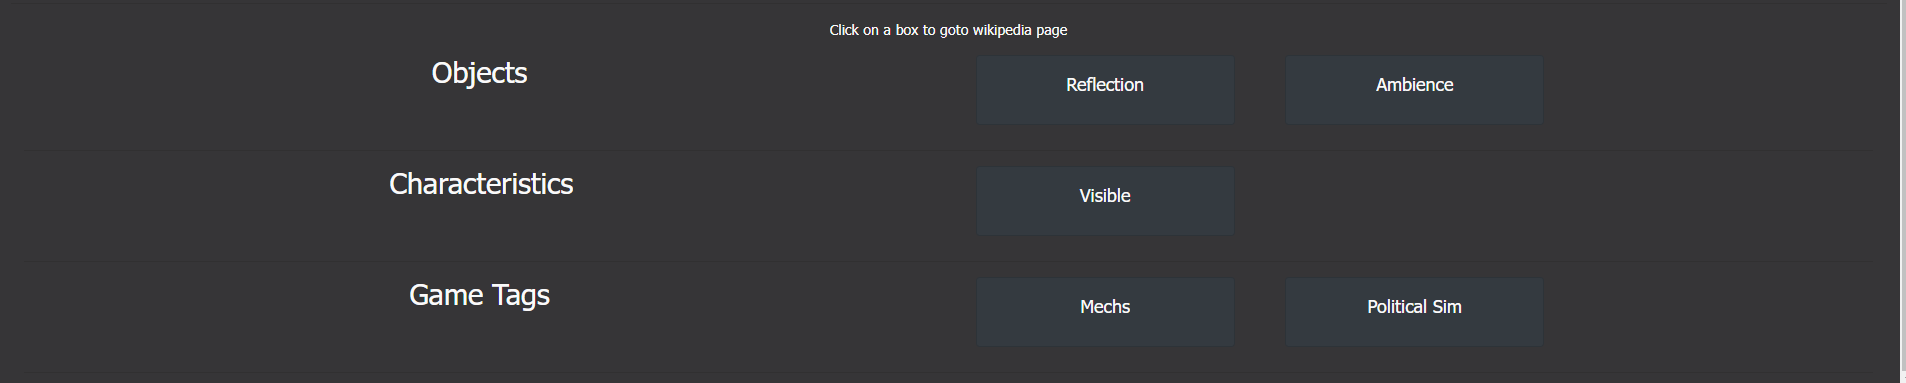 Click on a box to goto wikipedia page
Objects
Reflection
Ambience
Characteristics
Visible
Game Tags
Mechs
Political Sim